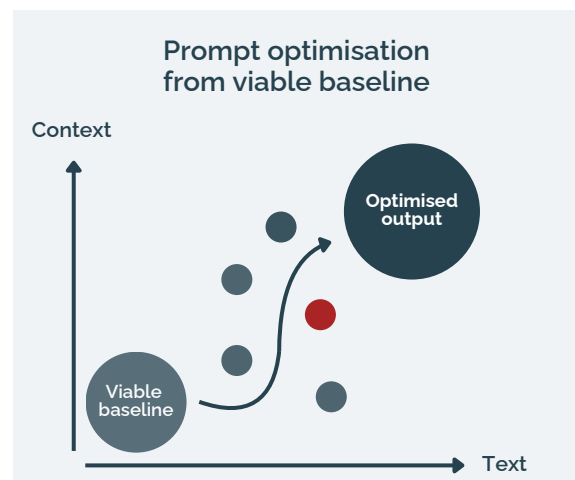 Prompt optimisation
from viable baseline
Context
Optimised
output
Viable
baseline
Text